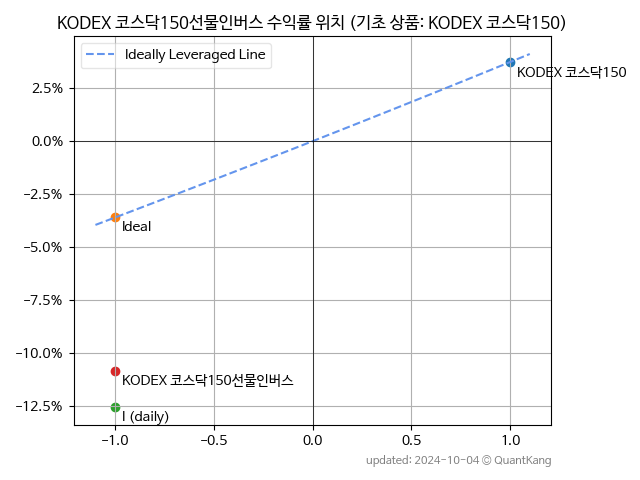 KODEX 코스닥150선물인버스 수익률 위치 (기초 상품: KODEX 코스닥150)
Ideally Leveraged Line
KODEX 코스닥150
2.5%
0.0%
−2.5%
Ideal
−5.0%
−7.5%
−10.0%
KODEX 코스닥150선물인버스
−12.5%
I (daily)
−1.0 −0.5 0.0 0.5 1.0
updated: 2024-10-04 © QuantKang